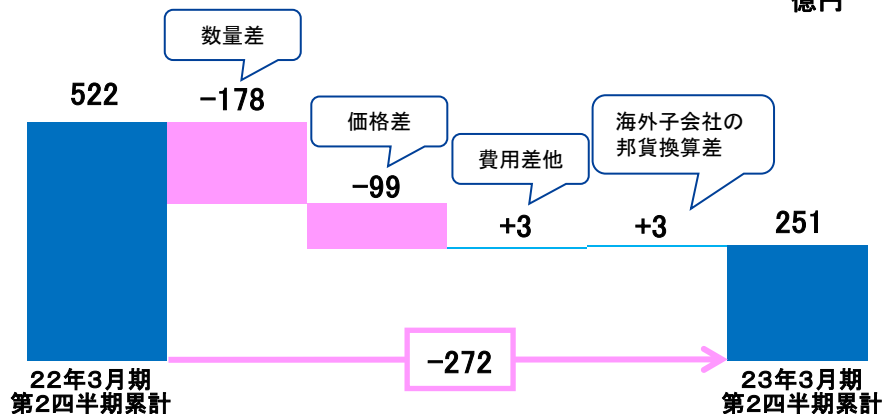 億円
数量差
522
-178
価格差
-99
費用差他
+3
海外子会社の
邦貨換算差
+3
251
-272
22年3月期
第2四半期累計
23年3月期
第2四半期累計